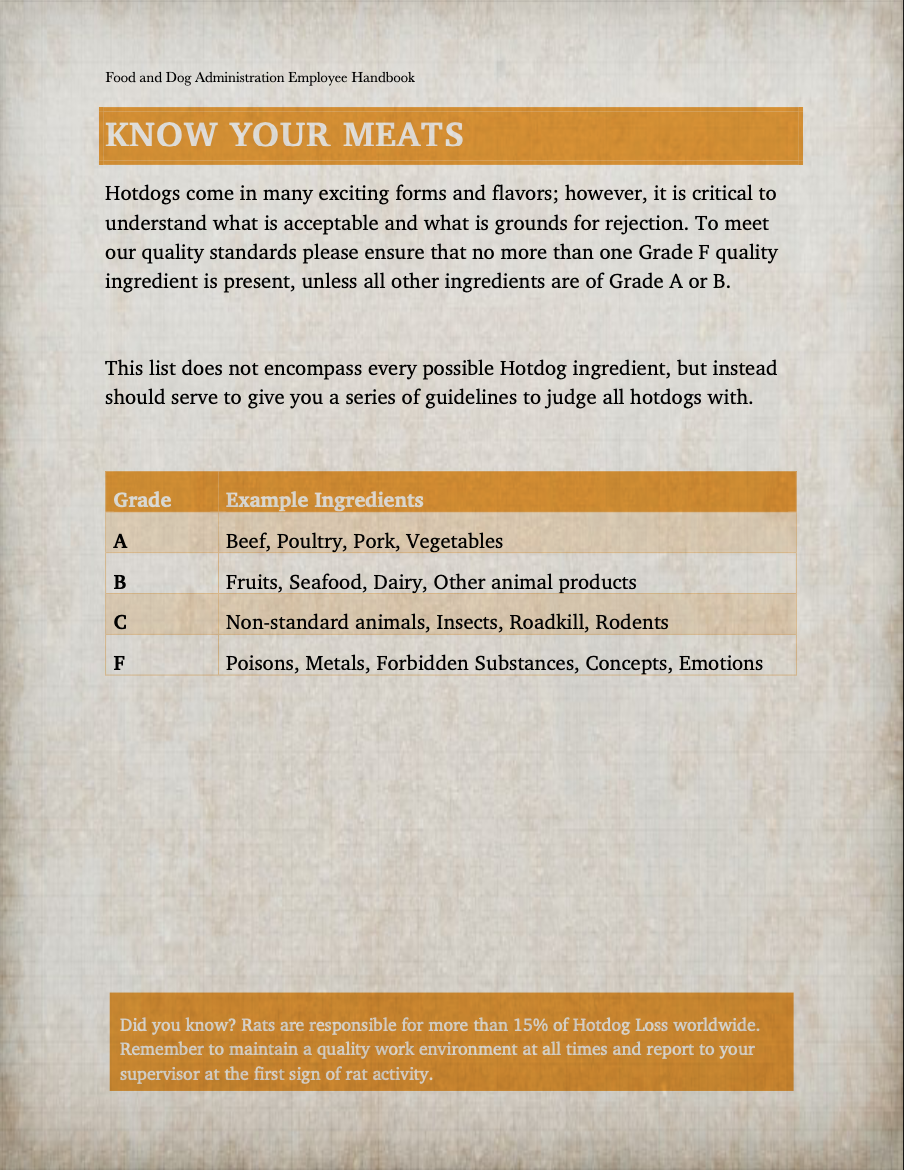 Food and Dog Administration Employee Handbook
KNOW YOUR MEATS
Hotdogs come in many exciting forms and flavors; however, it is critical to
understand what is acceptable and what is grounds for rejection. To meet
our quality standards please ensure that no more than one Grade F quality
ingredient is present, unless all other ingredients are of Grade A or B.
This list does not encompass every possible Hotdog ingredient, but instead
should serve to give you a series of guidelines to judge all hotdogs with.
Grade Example Ingredients
A Beef, Poultry, Pork, Vegetables
B Fruits, Seafood, Dairy, Other animal products
C Non-standard animals, Insects, Roadkill, Rodents
F Poisons, Metals, Forbidden Substances, Concepts, Emotions
Did you know? Rats are responsible for more than 15% of Hotdog Loss worldwide.
Remember to maintain a quality work environment at all times and report to your
supervisor at the first sign of rat activity.